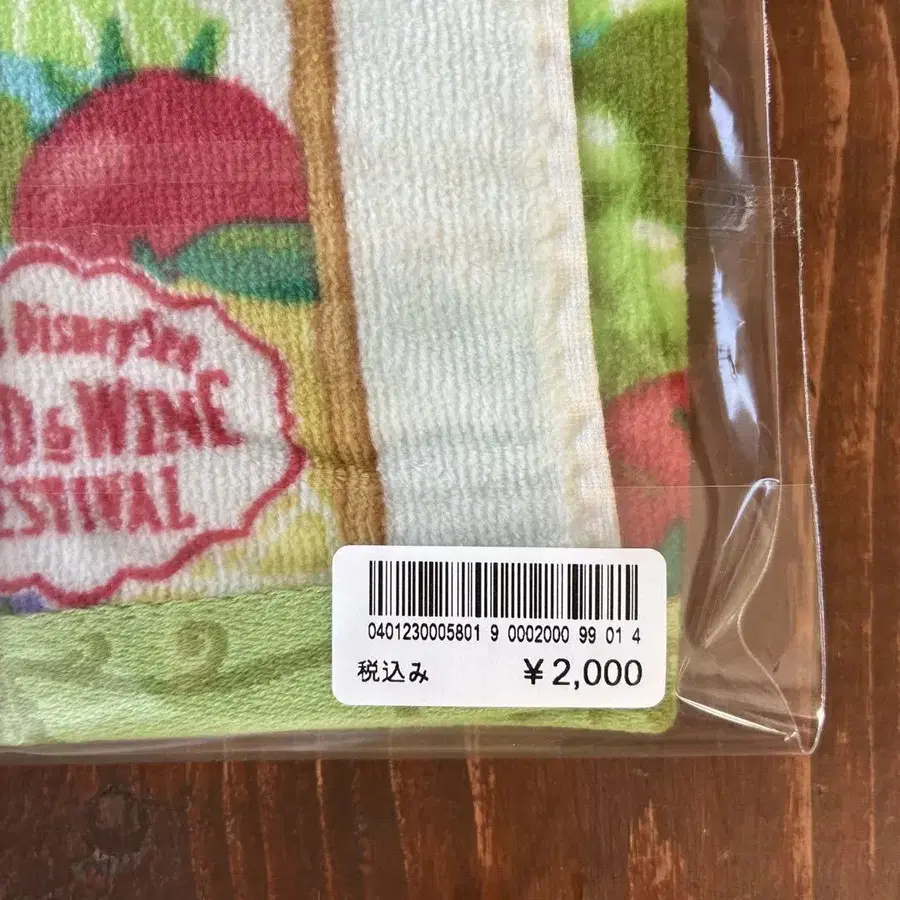 DISNEYSEA
D & WINE
ESTIVAL
0401230005801 9 0002000 99 01 4
税込み ¥2,000